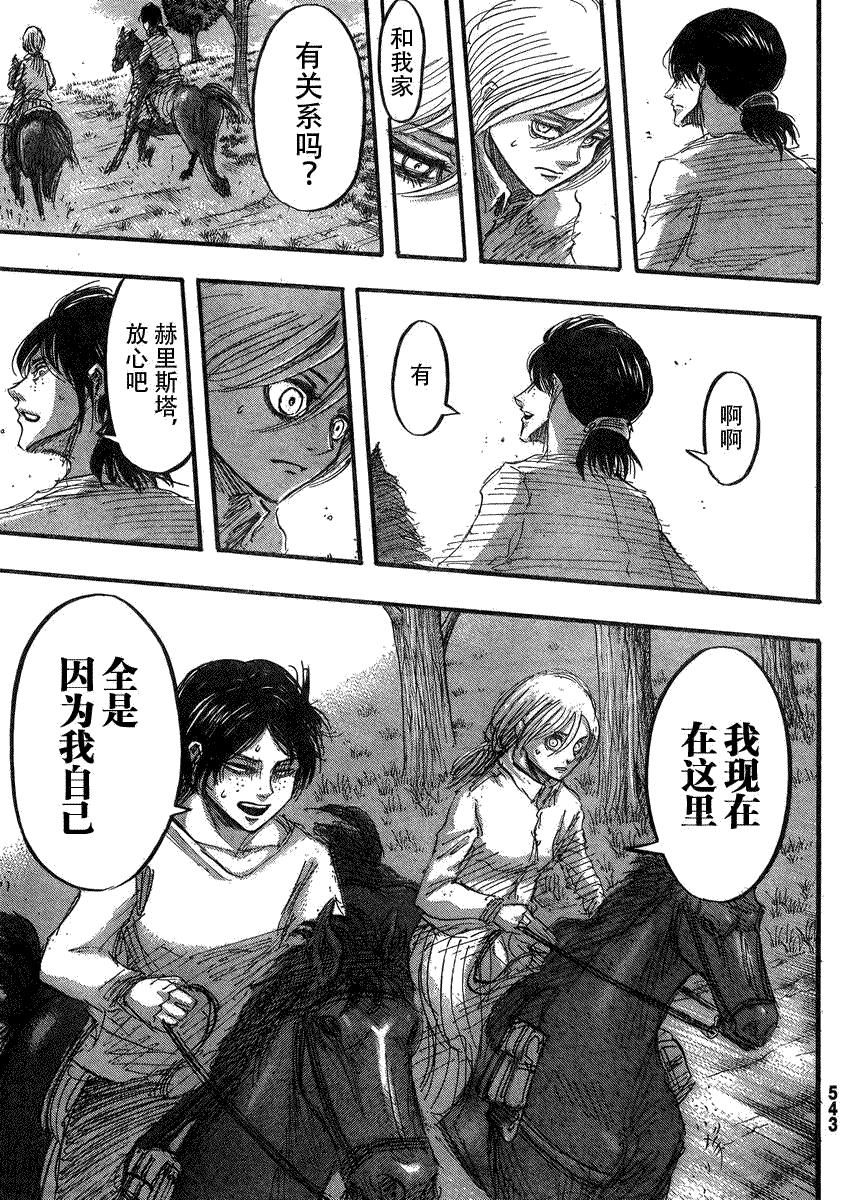 和我家
有关系吗？
啊啊
有
赫里斯塔,
放心吧
我现在
在这里
全是
因为我自己
543